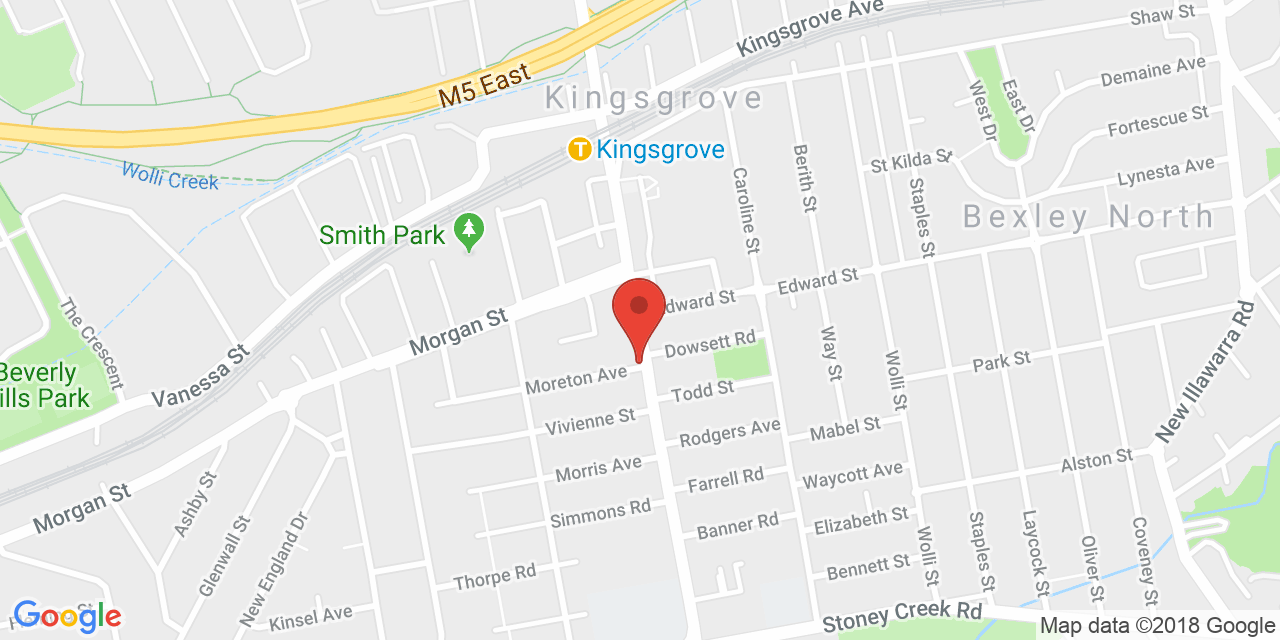 Shaw St
Kingsgrove Ave
Demaine Ave
M5 East
Kingsgrove
West Dr
East Dr
Fortescue St
T Kingsgrove
St Kilda St
Lynesta Ave
Wolli Creek
Caroline St
Berith St
Staples St
Bexley North
Smith Park
Edward St
Edward St
The Crescent
Morgan St
Dowsett Rd
Way St
Wolli St
Park St
New Illawarra Rd
Vanessa St
Moreton Ave
Todd St
Vivienne St
Rodgers Ave
Mabel St
Morris Ave
Alston St
Farrell Rd
Waycott Ave
Morgan St
Ashby St
Simmons Rd
Banner Rd
Elizabeth St
Glenwall St
New England Dr
Wolli St
Staples St
Laycock St
Oliver St
Coveney St
Thorpe Rd
Bennett St
Kinsel Ave
Stoney Creek Rd
Google
Map data ©2018 Google